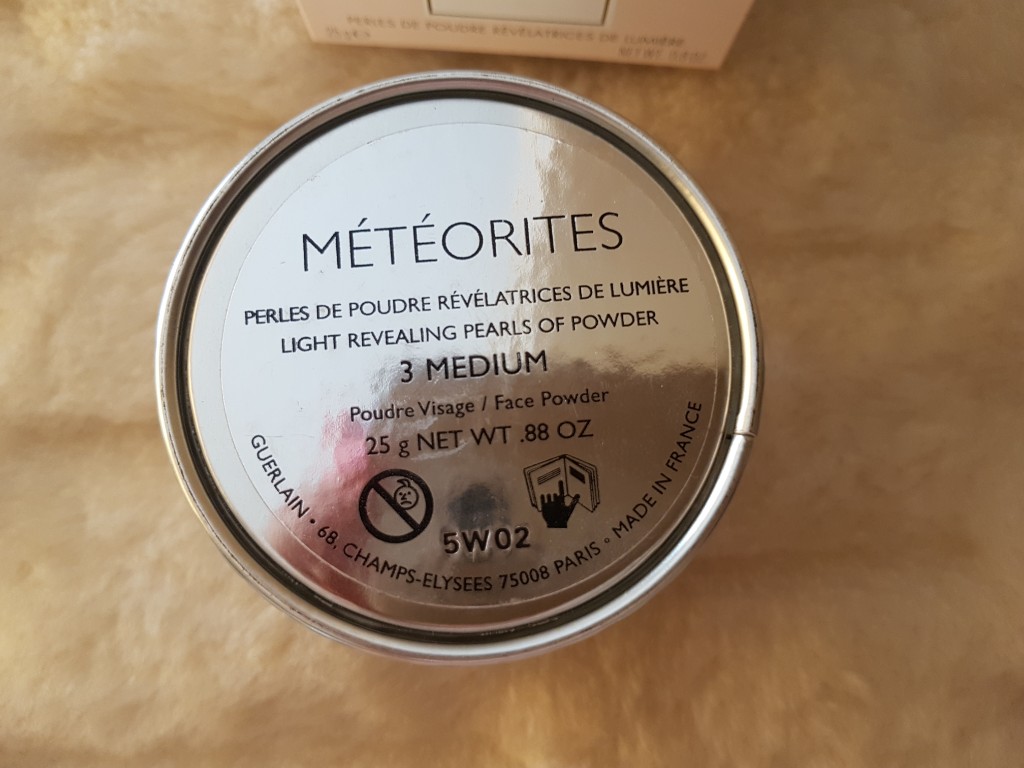 PERLES DE POUDRE RÉVÉLATRICES DE LUMIÈRE
MÉTÉORITES
PERLES DE POUDRE RÉVÉLATRICES DE LUMIÈRE
LIGHT REVEALING PEARLS OF POWDER
3 MEDIUM
Poudre Visage / Face Powder
25 g NET WT .88 OZ
5W02
GUERLAIN • 68, CHAMPS-ELYSEES 75008 PARIS ° MADE IN FRANCE